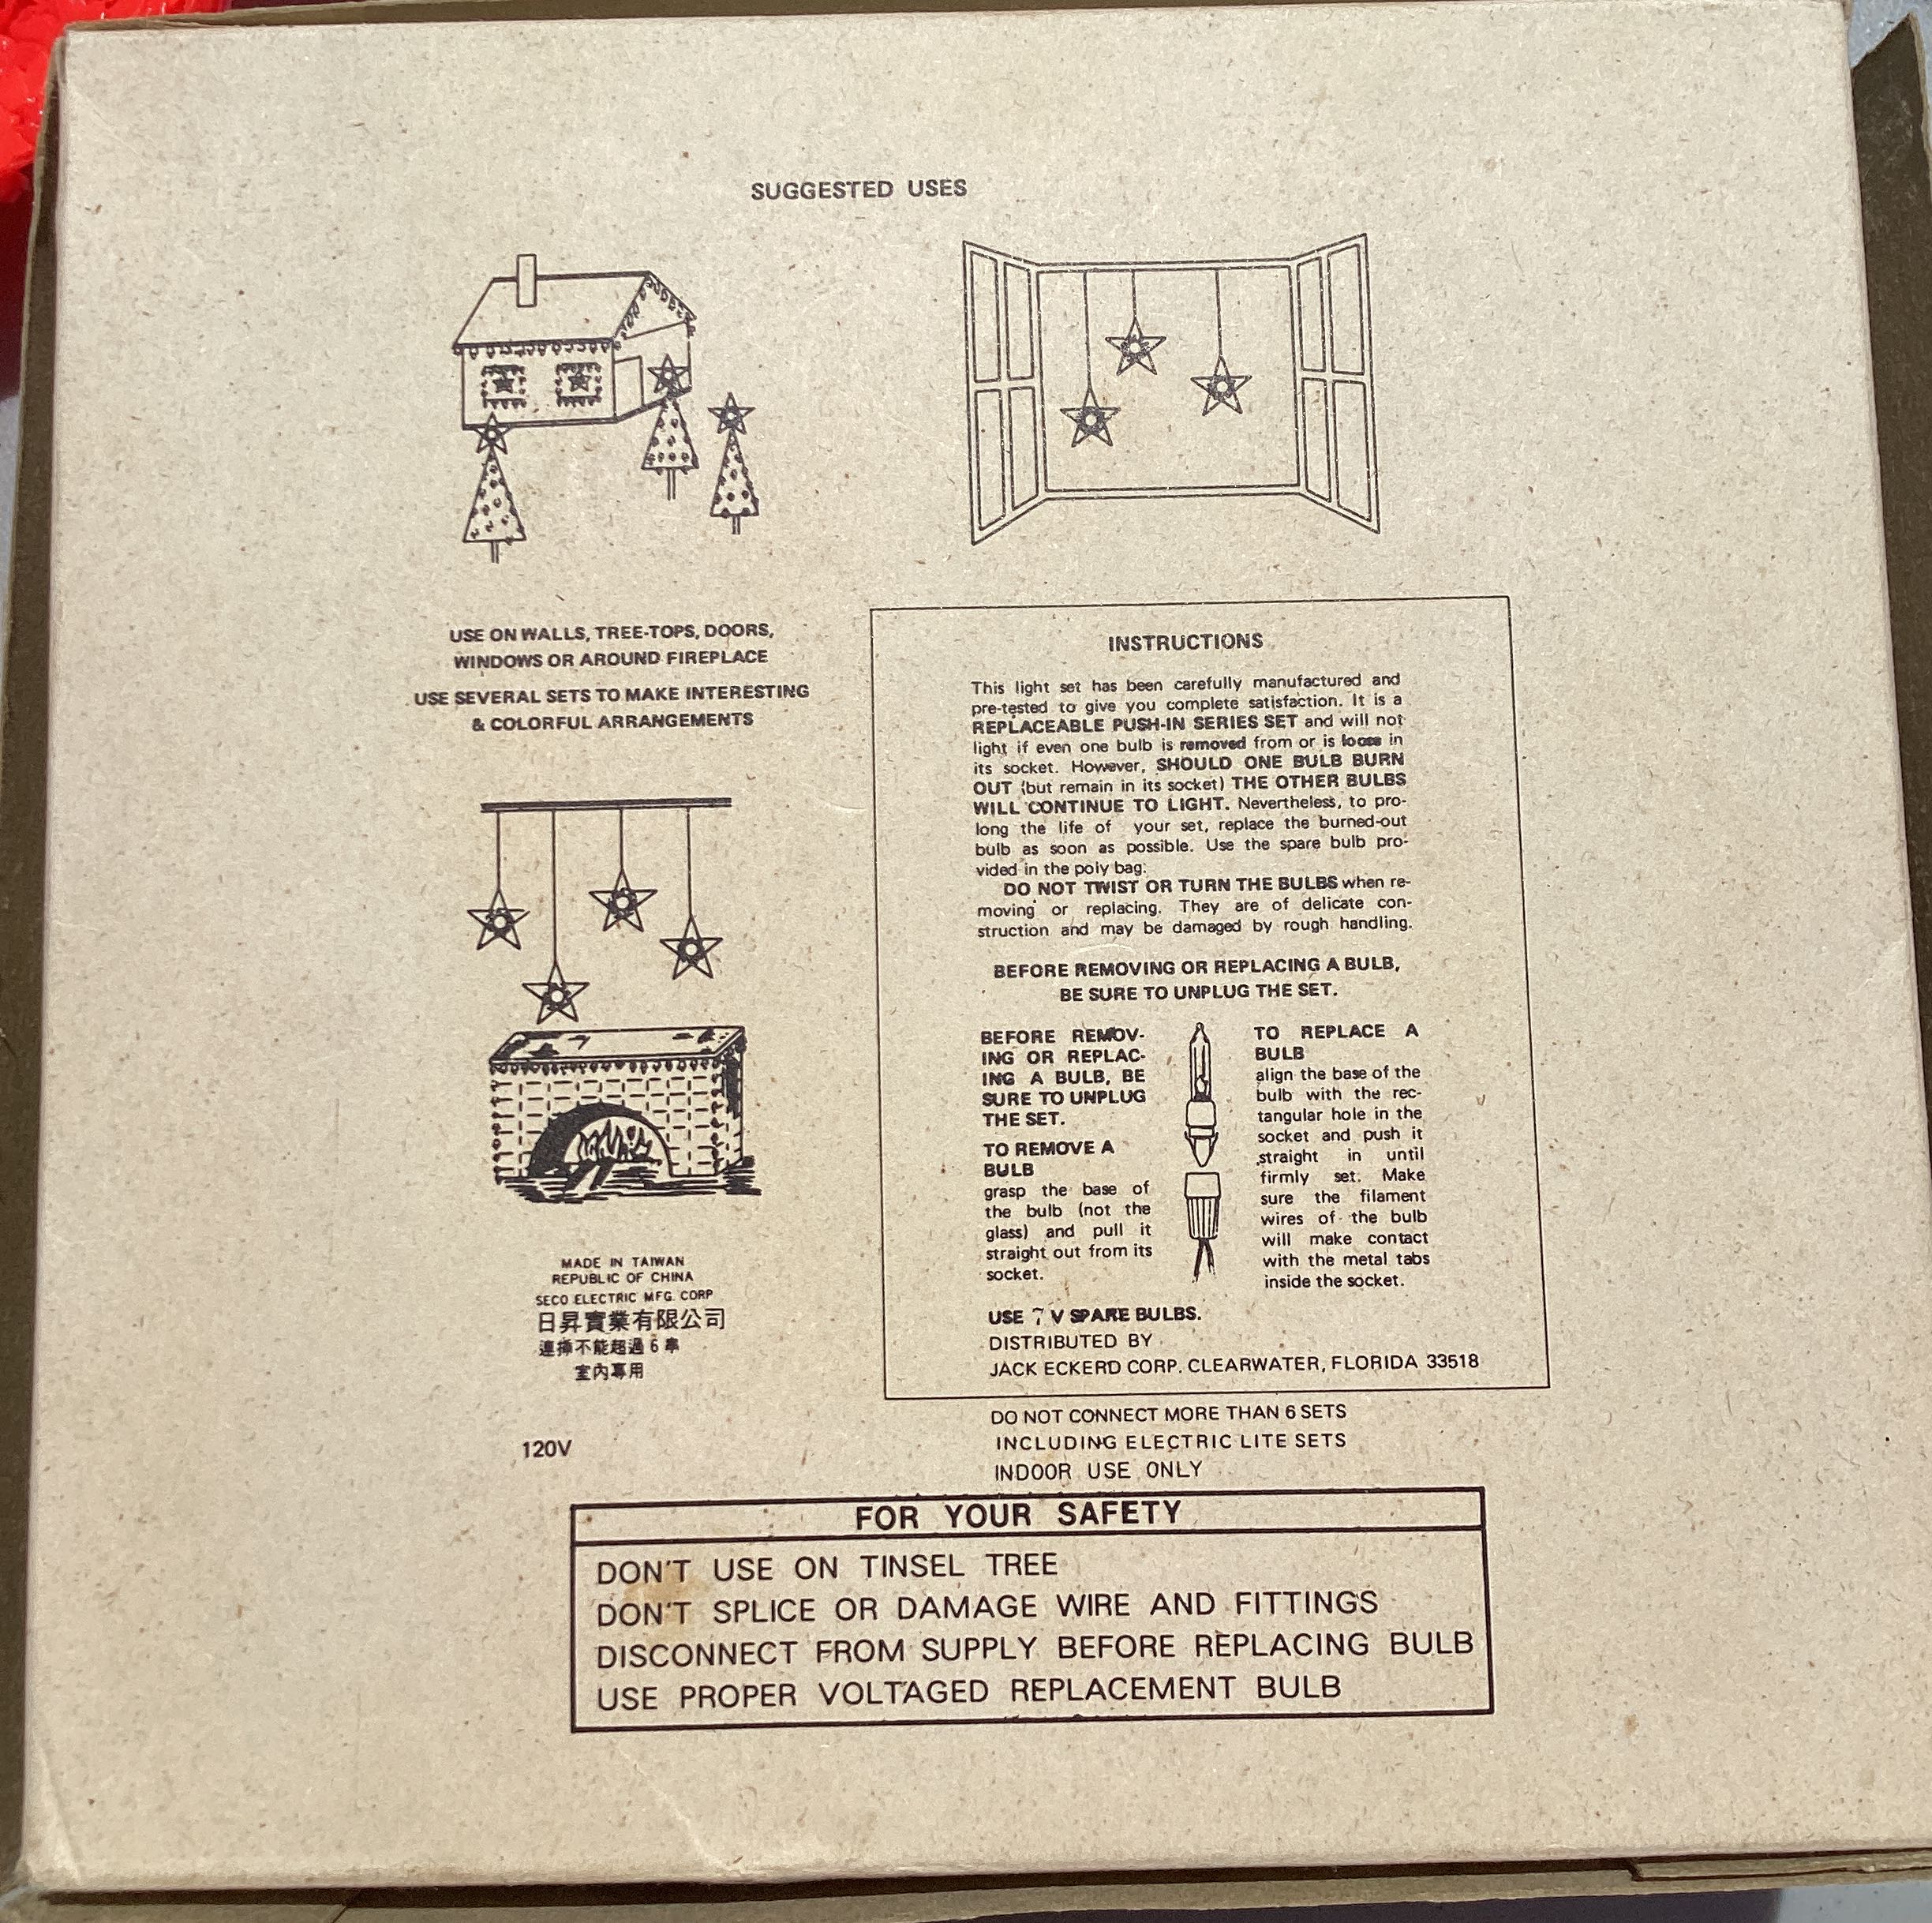 SUGGESTED USES
USE ON WALLS, TREE-TOPS, DOORS,
WINDOWS OR AROUND FIREPLACE
USE SEVERAL SETS TO MAKE INTERESTING
& COLORFUL ARRANGEMENTS
MADE IN TAIWAN
REPUBLIC OF CHINA
SECO ELECTRIC MFG. CORP
日昇實業有限公司
連揷不能超過 6 串
室內專用
120V
INSTRUCTIONS
This light set has been carefully manufactured and
pre-tested to give you complete satisfaction. It is a
REPLACEABLE PUSH-IN SERIES SET and will not
light if even one bulb is removed from or is loose in
its socket. However, SHOULD ONE BULB BURN
OUT (but remain in its socket) THE OTHER BULBS
WILL CONTINUE TO LIGHT. Nevertheless, to pro-
long the life of your set, replace the burned-out
bulb as soon as possible. Use the spare bulb pro-
vided in the poly bag.
DO NOT TWIST OR TURN THE BULBS when re-
moving or replacing. They are of delicate con-
struction and may be damaged by rough handling.
BEFORE REMOVING OR REPLACING A BULB,
BE SURE TO UNPLUG THE SET.
BEFORE REMOV-
ING OR REPLAC-
ING A BULB, BE
SURE TO UNPLUG
THE SET.
TO REMOVE A
BULB
grasp the base of
the bulb (not the
glass) and pull it
straight out from its
socket.
TO REPLACE A
BULB
align the base of the
bulb with the rec-
tangular hole in the
socket and push it
straight in until
firmly set. Make
sure the filament
wires of the bulb
will make contact
with the metal tabs
inside the socket.
USE 7 V SPARE BULBS.
DISTRIBUTED BY
JACK ECKERD CORP. CLEARWATER, FLORIDA 33518
DO NOT CONNECT MORE THAN 6 SETS
INCLUDING ELECTRIC LITE SETS
INDOOR USE ONLY
FOR YOUR SAFETY
DON'T USE ON TINSEL TREE
DON'T SPLICE OR DAMAGE WIRE AND FITTINGS
DISCONNECT FROM SUPPLY BEFORE REPLACING BULB
USE PROPER VOLTAGED REPLACEMENT BULB